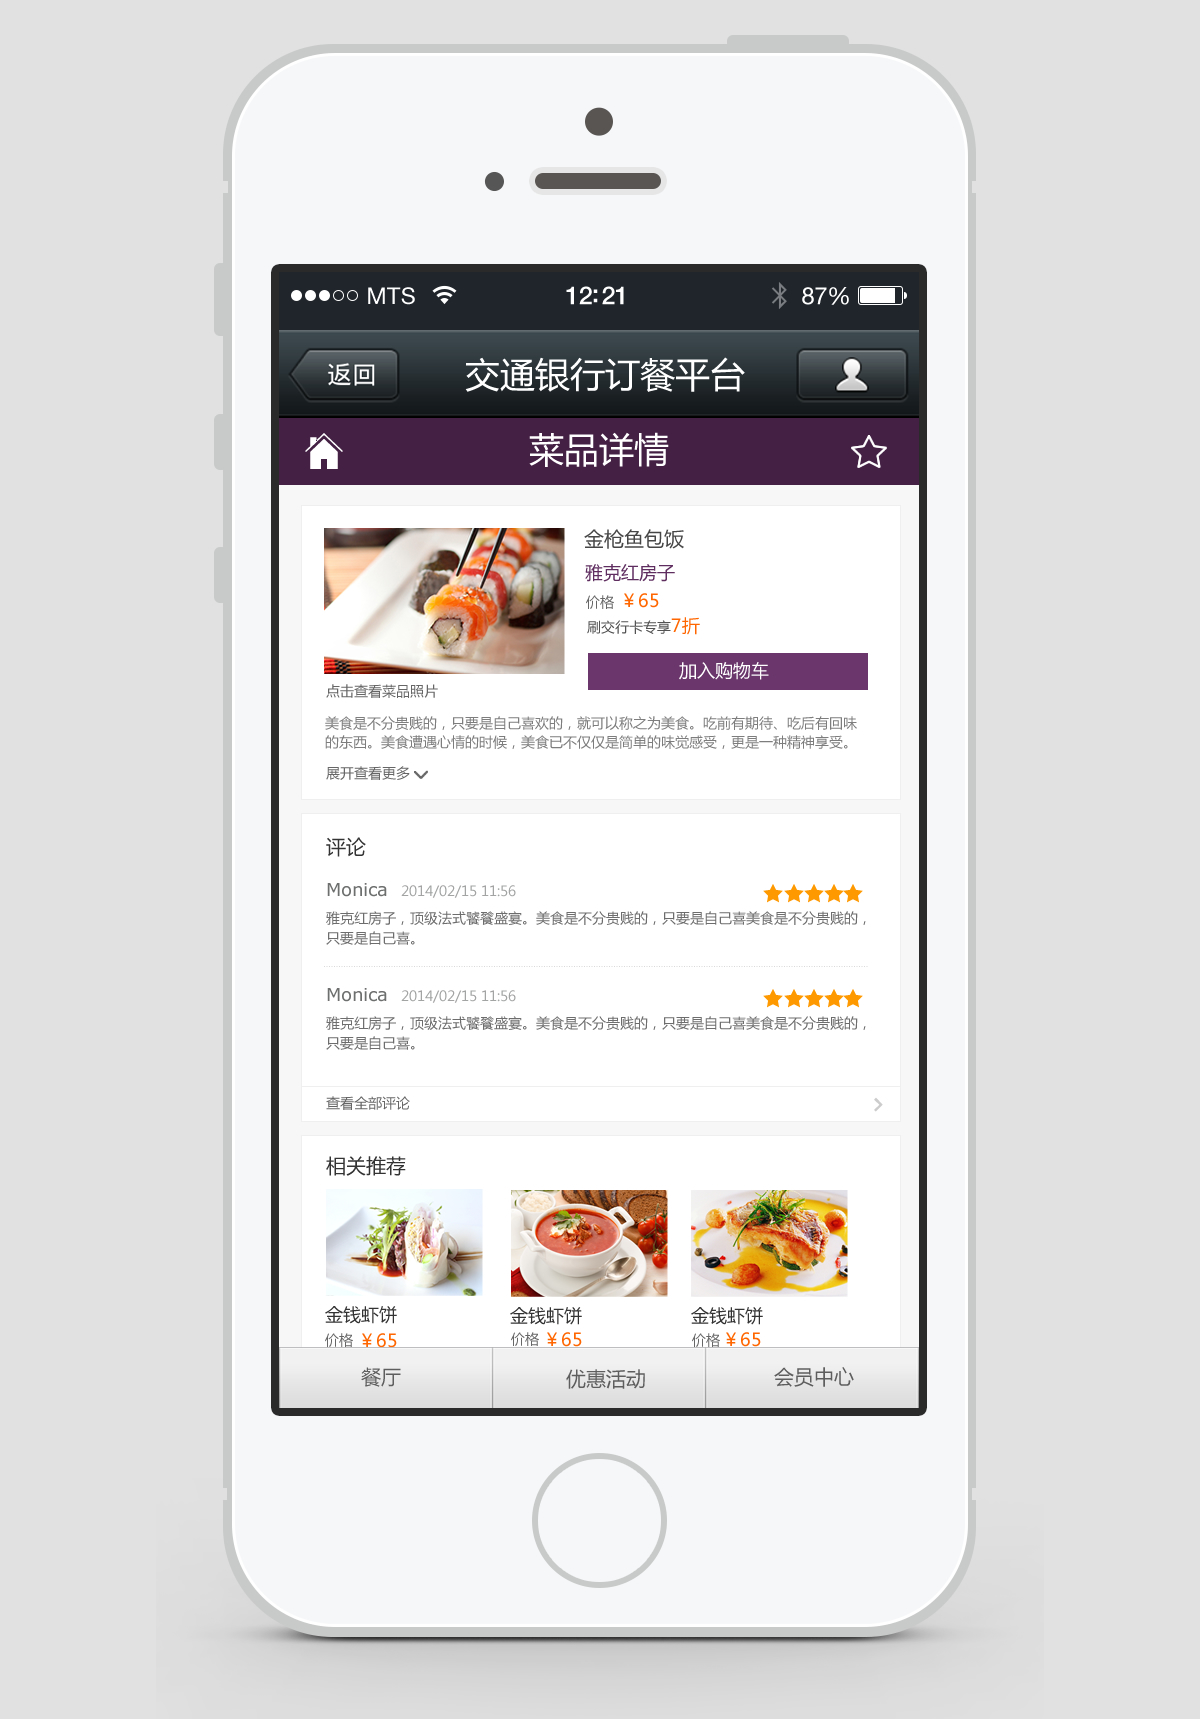 MTS 12:21 87%
返回 交通银行订餐平台
菜品详情
金枪鱼包饭
雅克红房子
价格 ¥65
刷交行卡专享7折
加入购物车
点击查看菜品照片
美食是不分贵贱的，只要是自己喜欢的，就可以称之为美食。吃前有期待、吃后有回味
的东西。美食遭遇心情的时候，美食已不仅仅是简单的味觉感受，更是一种精神享受。
展开查看更多
评论
Monica 2014/02/15 11:56
雅克红房子，顶级法式饕餮盛宴。美食是不分贵贱的，只要是自己喜美食是不分贵贱的，
只要是自己喜。
Monica 2014/02/15 11:56
雅克红房子，顶级法式饕餮盛宴。美食是不分贵贱的，只要是自己喜美食是不分贵贱的，
只要是自己喜。
查看全部评论
相关推荐
金钱虾饼 金钱虾饼 金钱虾饼
价格 ¥65 价格 ¥65 价格 ¥65
餐厅 优惠活动 会员中心